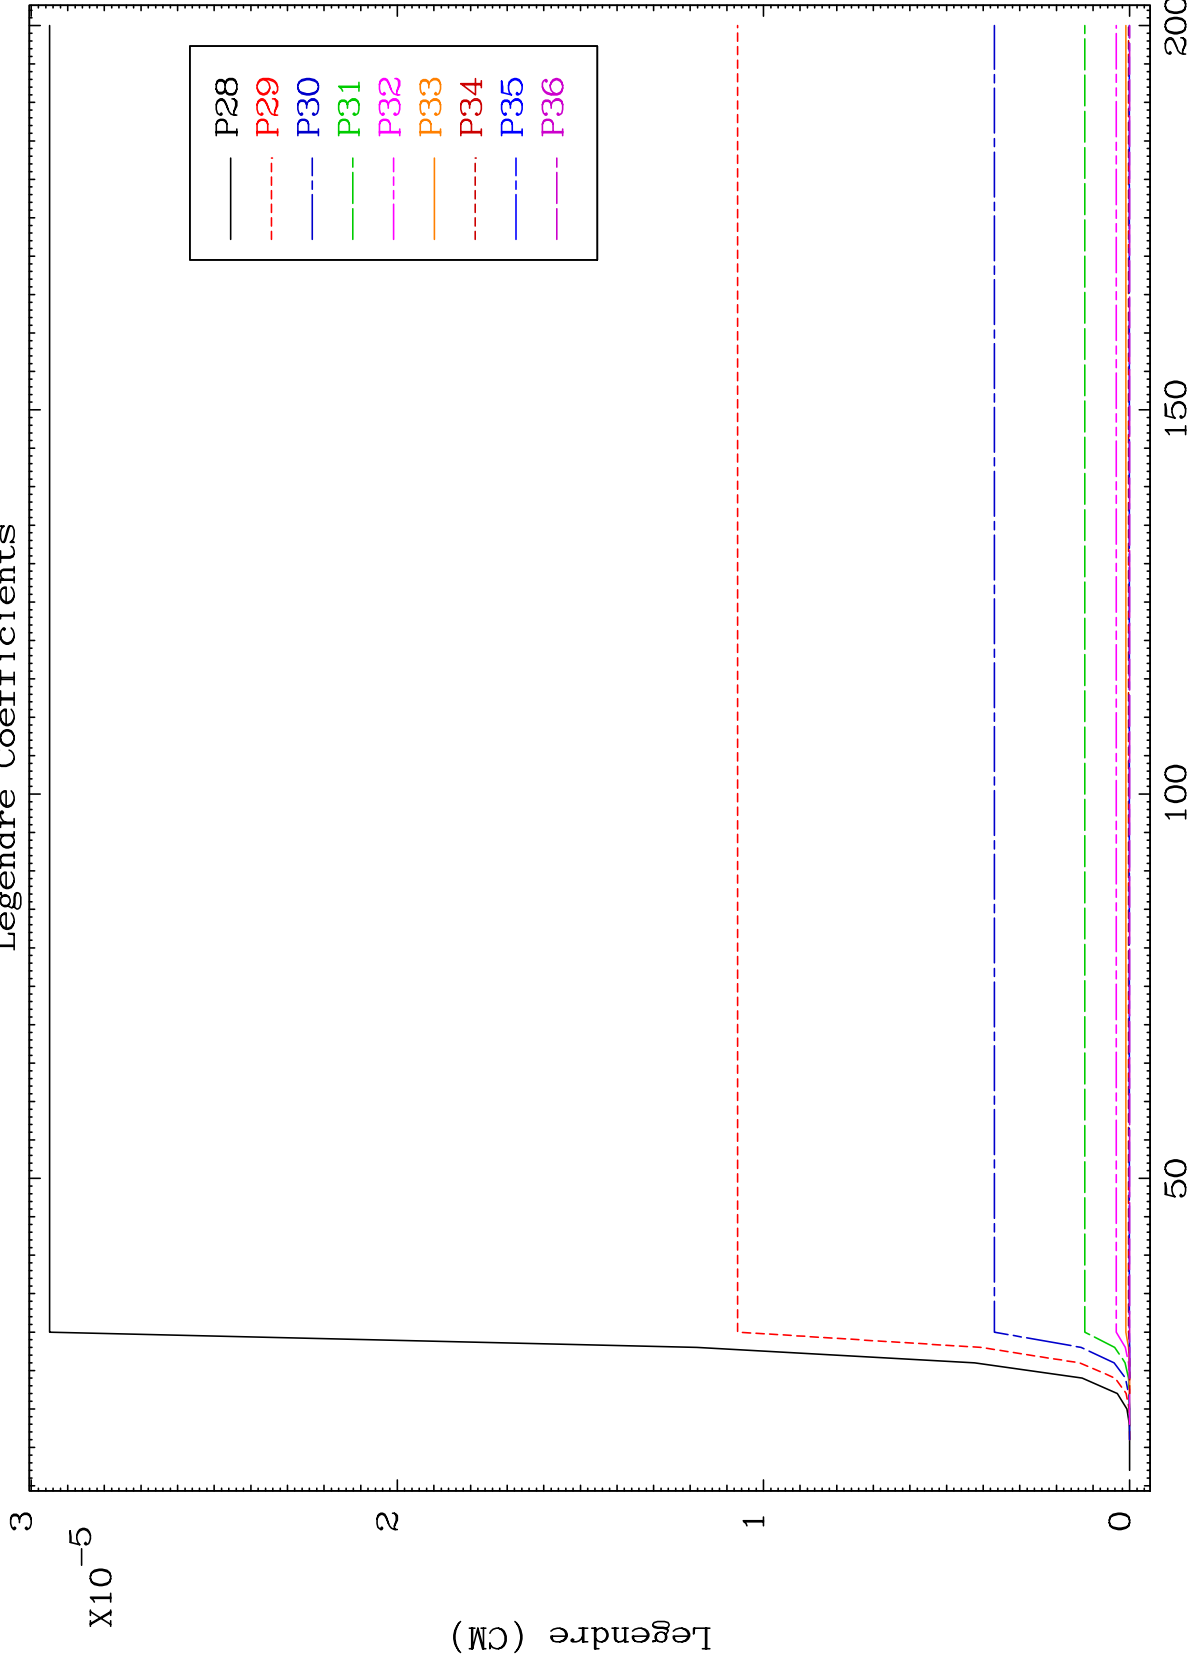 Legendre Coefficients
P28
P29
P30
P31
P32
P33
P34
P35
P36
3
2
1
0
X10⁻⁵
Legendre (CM)
50
100
150
200